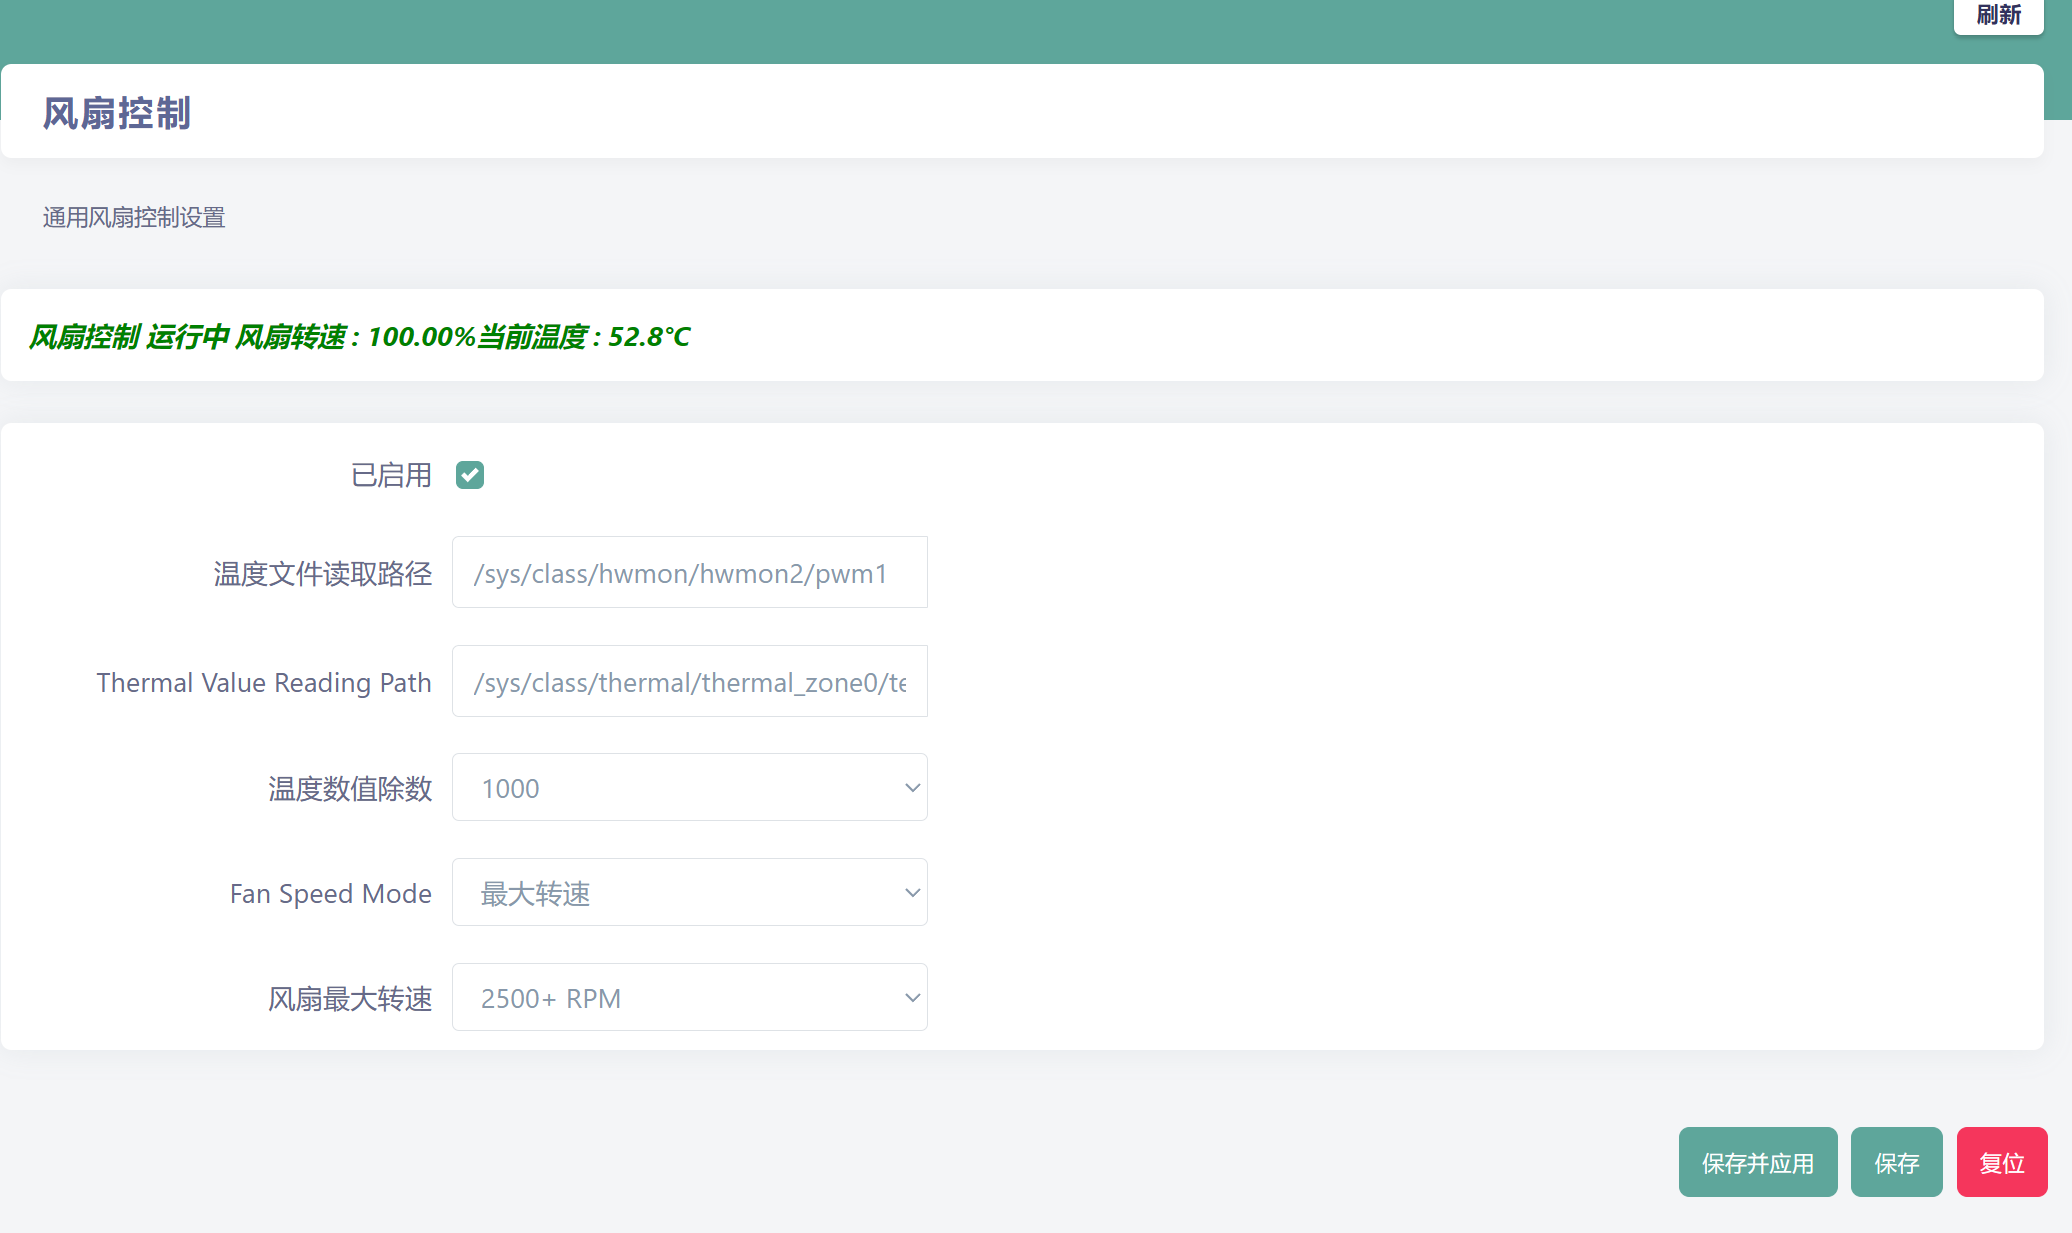 刷新
风扇控制
通用风扇控制设置
风扇控制 运行中 风扇转速 : 100.00%当前温度 : 52.8°C
已启用
温度文件读取路径 /sys/class/hwmon/hwmon2/pwm1
Thermal Value Reading Path /sys/class/thermal/thermal_zone0/te
温度数值除数 1000
Fan Speed Mode 最大转速
风扇最大转速 2500+ RPM
保存并应用 保存 复位